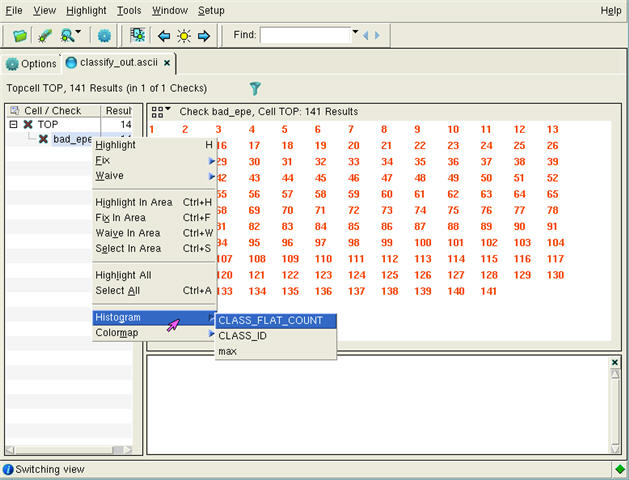 File View Highlight Tools Window Setup Help
Find:
Options classify_out.ascii
Topcell TOP, 141 Results (in 1 of 1 Checks)
Cell / Check Resul
Check bad_epe, Cell TOP: 141 Results
TOP 14
bad_epe
1 2 3 4 5 6 7 8 9 10 11 12 13
16 17 18 19 20 21 22 23 24 25 26
29 30 31 32 33 34 35 36 37 38 39
42 43 44 45 46 47 48 49 50 51 52
55 56 57 58 59 60 61 62 63 64 65
68 69 70 71 72 73 74 75 76 77 78
81 82 83 84 85 86 87 88 89 90 91
94 95 96 97 98 99 100 101 102 103 104
107 108 109 110 111 112 113 114 115 116 117
120 121 122 123 124 125 126 127 128 129 130
133 134 135 136 137 138 139 140 141
Highlight H
Fix
Waive
Highlight In Area Ctrl+H
Fix In Area Ctrl+F
Waive In Area Ctrl+W
Select In Area Ctrl+S
Highlight All
Select All Ctrl+A
Histogram
Colormap
CLASS_FLAT_COUNT
CLASS_ID
max
Switching view